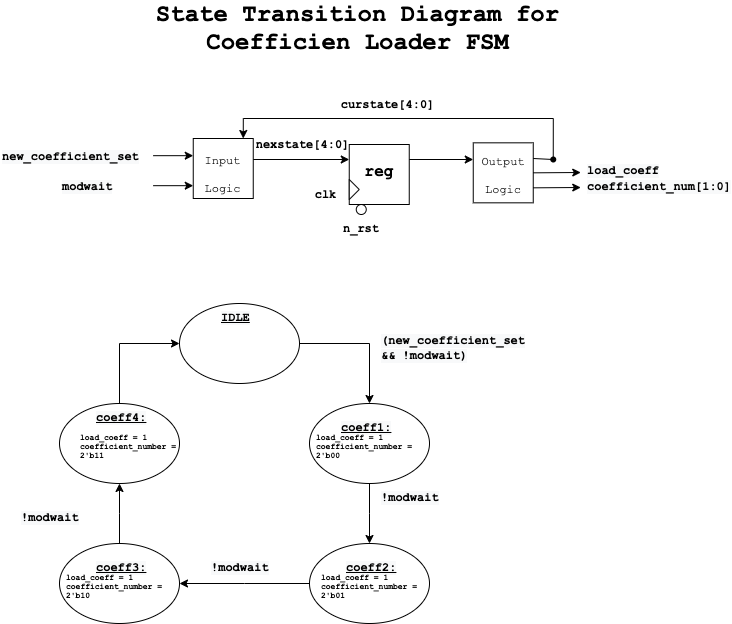 State Transition Diagram for
Coefficien Loader FSM
curstate[4:0]
new_coefficient_set
modwait
Input
Logic
nexstate[4:0]
reg
clk
n_rst
Output
Logic
load_coeff
coefficient_num[1:0]
IDLE
(new_coefficient_set
&& !modwait)
coeff4:
load_coeff = 1
coefficient_number =
2'b11
coeff1:
load_coeff = 1
coefficient_number =
2'b00
!modwait
!modwait
coeff3:
load_coeff = 1
coefficient_number =
2'b10
!modwait
coeff2:
load_coeff = 1
coefficient_number =
2'b01